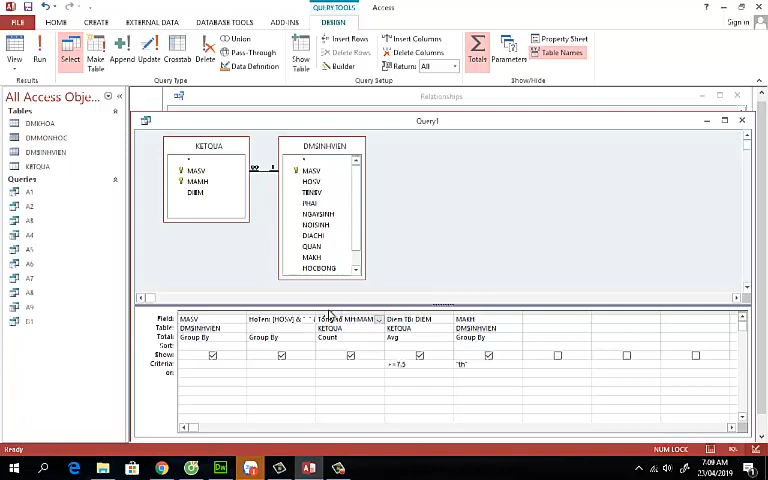 QUERY TOOLS
Access
Sign in
FILE
HOME
CREATE
EXTERNAL DATA
DATABASE TOOLS
ADD-INS
DESIGN
View
Run
Results
Select
Make Table
Append
Update
Crosstab
Delete
Union
Pass-Through
Data Definition
Query Type
Show Table
Insert Rows
Delete Rows
Builder
Insert Columns
Delete Columns
Return: All
Query Setup
Totals
Parameters
Property Sheet
Table Names
Show/Hide
All Access Obje...
Tables
DMKHOA
DMMONHOC
DMSINHVIEN
KETQUA
Queries
A1
A2
A3
A4
A5
A6
A7
A8
A9
Relationships
Query1
KETQUA
*
MASV
MAMH
DIEM
DMSINHVIEN
*
MASV
HOSV
TENSV
PHAI
NGAYSINH
NOISINH
DIACHI
QUAN
MAKH
HOCBONG
Field: MASV HoTen: [HOSV] & " " MH:MAM Diem TB: DIEM MAKH
Table: DMSINHVIEN KETQUA KETQUA DMSINHVIEN
Total: Group By Group By Count Avg Group By
Sort:
Show:
Criteria: >=7.5 "th"
or:
Ready
NUM LOCK
SQL
7:09 AM
23/04/2019